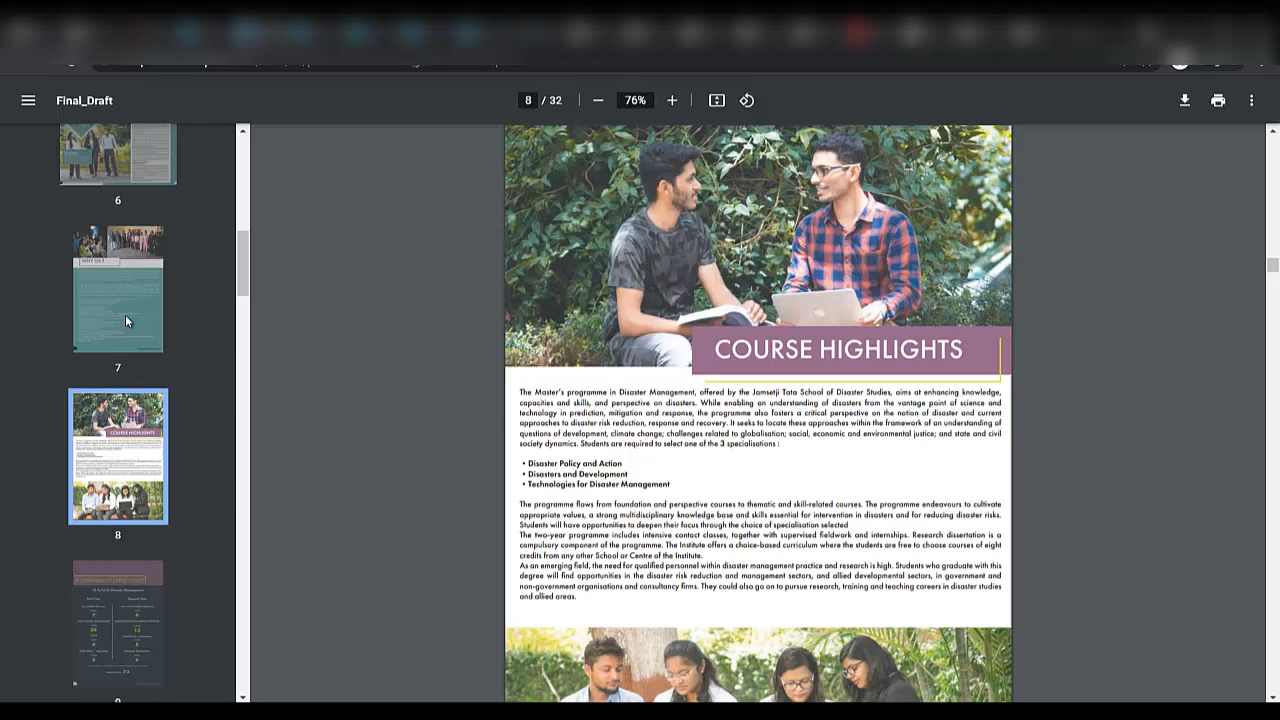 Final_Draft
8 / 32
76%
6
WHY US ?
7
COURSE HIGHLIGHTS
8
COURSE HIGHLIGHTS
The Master's programme in Disaster Management, offered by the Jamsetji Tata School of Disaster Studies, aims at enhancing knowledge,
capacities and skills, and perspective on disasters. While enabling an understanding of disasters from the vantage point of science and
technology in prediction, mitigation and response, the programme also fosters a critical perspective on the notion of disaster and current
approaches to disaster risk reduction, response and recovery. It seeks to locate these approaches within the framework of an understanding of
questions of development, climate change; challenges related to globalisation; social, economic and environmental justice; and state and civil
society dynamics. Students are required to select one of the 3 specialisations :
• Disaster Policy and Action
• Disasters and Development
• Technologies for Disaster Management
The programme flows from foundation and perspective courses to thematic and skill-related courses. The programme endeavours to cultivate
appropriate values, a strong multidisciplinary knowledge base and skills essential for intervention in disasters and for reducing disaster risks.
Students will have opportunities to deepen their focus through the choice of specialisation selected
The two-year programme includes intensive contact classes, together with supervised fieldwork and internships. Research dissertation is a
compulsory component of the programme. The Institute offers a choice-based curriculum where the students are free to choose courses of eight
credits from any other School or Centre of the Institute.
As an emerging field, the need for qualified personnel within disaster management practice and research is high. Students who graduate with this
degree will find opportunities in the disaster risk reduction and management sectors, and allied developmental sectors, in government and
non-government organisations and consultancy firms. They could also go on to pursue research, training and teaching careers in disaster studies
and allied areas.